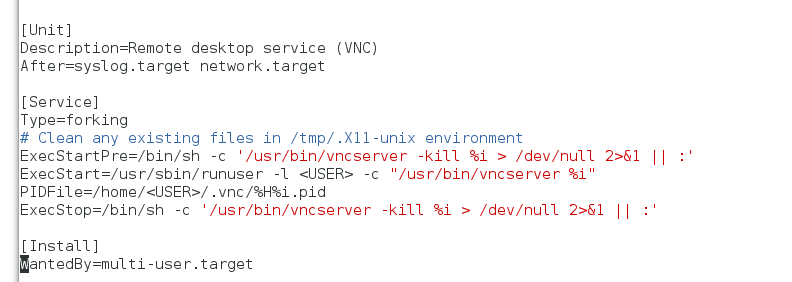 [Unit]
Description=Remote desktop service (VNC)
After=syslog.target network.target
[Service]
Type=forking
# Clean any existing files in /tmp/.X11-unix environment
ExecStartPre=/bin/sh -c '/usr/bin/vncserver -kill %i > /dev/null 2>&1 || :'
ExecStart=/usr/sbin/runuser -l <USER> -c "/usr/bin/vncserver %i"
PIDFile=/home/<USER>/.vnc/%H%i.pid
ExecStop=/bin/sh -c '/usr/bin/vncserver -kill %i > /dev/null 2>&1 || :'
[Install]
WantedBy=multi-user.target